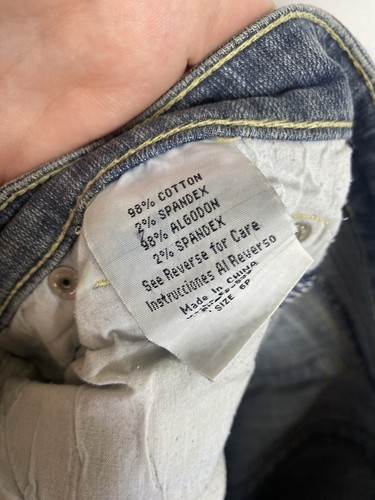 98% COTTON
2% SPANDEX
98% ALGODON
2% SPANDEX
See Reverse for Care
Instrucciones Al Reverso
Made In CHINA
SIZE 6P